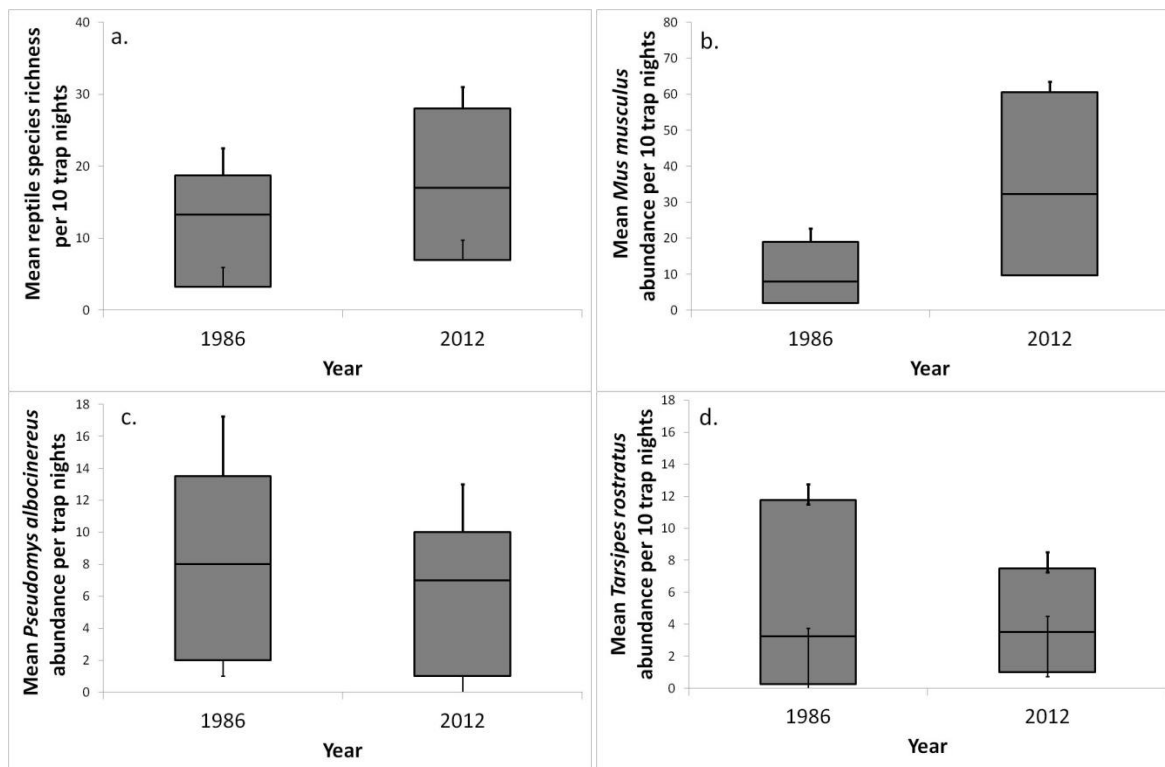 a.
Mean reptile species richness
per 10 trap nights
40
30
20
10
0
1986
2012
Year
b.
Mean Mus musculus
abundance per 10 trap nights
80
70
60
50
40
30
20
10
0
1986
2012
Year
c.
Mean Pseudomys albocinereus
abundance per trap nights
18
16
14
12
10
8
6
4
2
0
1986
2012
Year
d.
Mean Tarsipes rostratus
abundance per 10 trap nights
18
16
14
12
10
8
6
4
2
0
1986
2012
Year